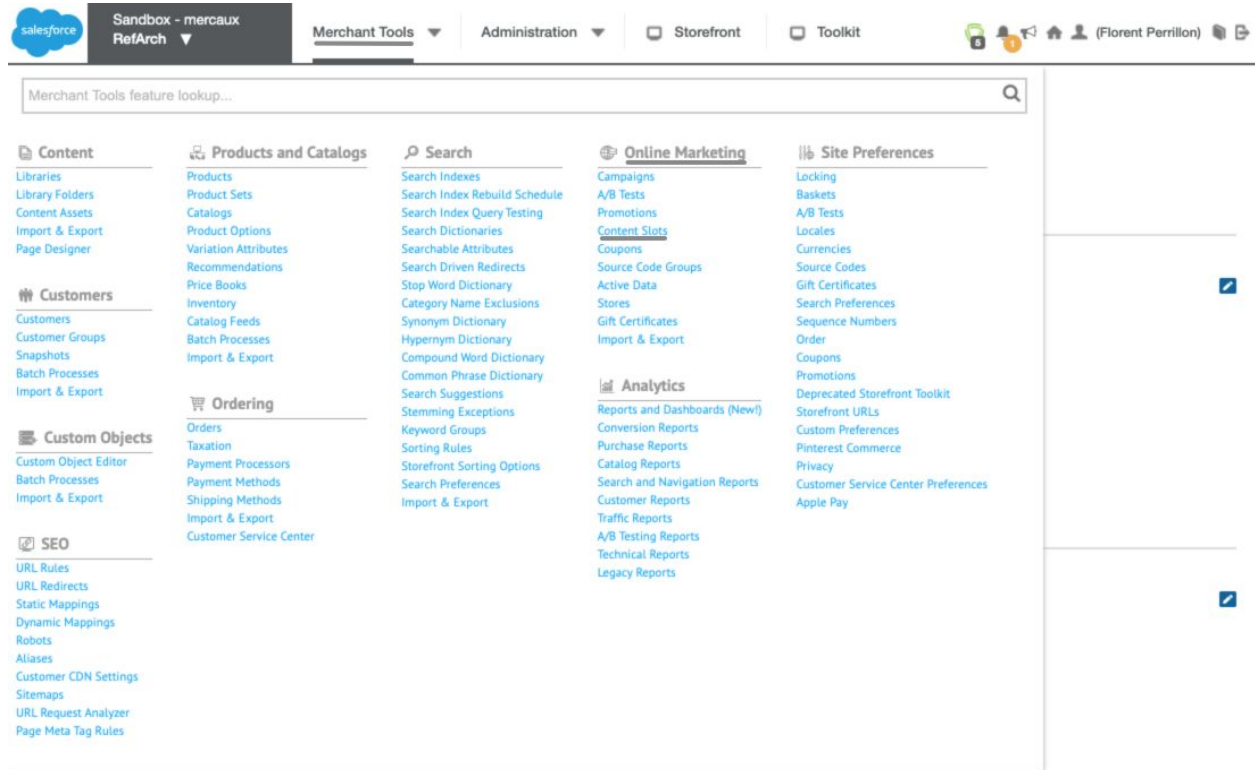 salesforce
Sandbox - mercaux
RefArch ▼
Merchant Tools ▼
Administration ▼
Storefront
Toolkit
5
1
(Florent Perrillon)
Merchant Tools feature lookup...
Content
Libraries
Library Folders
Content Assets
Import & Export
Page Designer
Customers
Customers
Customer Groups
Snapshots
Batch Processes
Import & Export
Custom Objects
Custom Object Editor
Batch Processes
Import & Export
SEO
URL Rules
URL Redirects
Static Mappings
Dynamic Mappings
Robots
Aliases
Customer CDN Settings
Sitemaps
URL Request Analyzer
Page Meta Tag Rules
Products and Catalogs
Products
Product Sets
Catalogs
Product Options
Variation Attributes
Recommendations
Price Books
Inventory
Catalog Feeds
Batch Processes
Import & Export
Ordering
Orders
Taxation
Payment Processors
Payment Methods
Shipping Methods
Import & Export
Customer Service Center
Search
Search Indexes
Search Index Rebuild Schedule
Search Index Query Testing
Search Dictionaries
Searchable Attributes
Search Driven Redirects
Stop Word Dictionary
Category Name Exclusions
Synonym Dictionary
Hypernym Dictionary
Compound Word Dictionary
Common Phrase Dictionary
Search Suggestions
Stemming Exceptions
Keyword Groups
Sorting Rules
Storefront Sorting Options
Search Preferences
Import & Export
Online Marketing
Campaigns
A/B Tests
Promotions
Content Slots
Coupons
Source Code Groups
Active Data
Stores
Gift Certificates
Import & Export
Analytics
Reports and Dashboards (New!)
Conversion Reports
Purchase Reports
Catalog Reports
Search and Navigation Reports
Customer Reports
Traffic Reports
A/B Testing Reports
Technical Reports
Legacy Reports
Site Preferences
Locking
Baskets
A/B Tests
Locales
Currencies
Source Codes
Gift Certificates
Search Preferences
Sequence Numbers
Order
Coupons
Promotions
Deprecated Storefront Toolkit
Storefront URLs
Custom Preferences
Pinterest Commerce
Privacy
Customer Service Center Preferences
Apple Pay